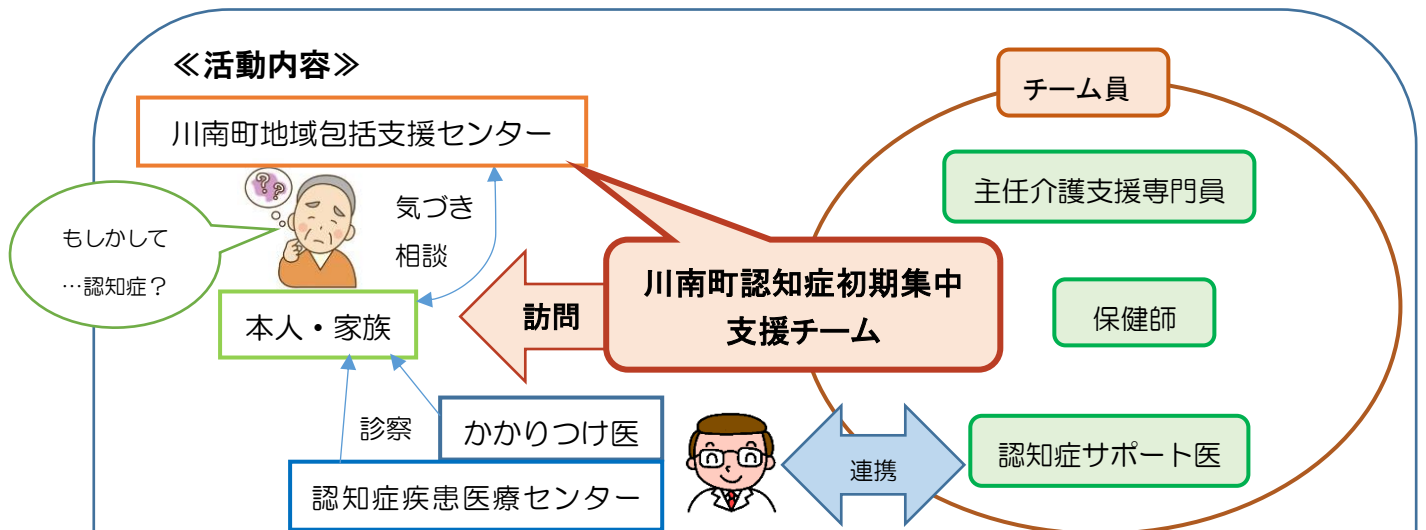 ≪活動内容≫
チーム員
川南町地域包括支援センター
主任介護支援専門員
??
気づき
相談
もしかして
…認知症？
川南町認知症初期集中
支援チーム
訪問
保健師
本人・家族
診察
かかりつけ医
連携
認知症サポート医
認知症疾患医療センター